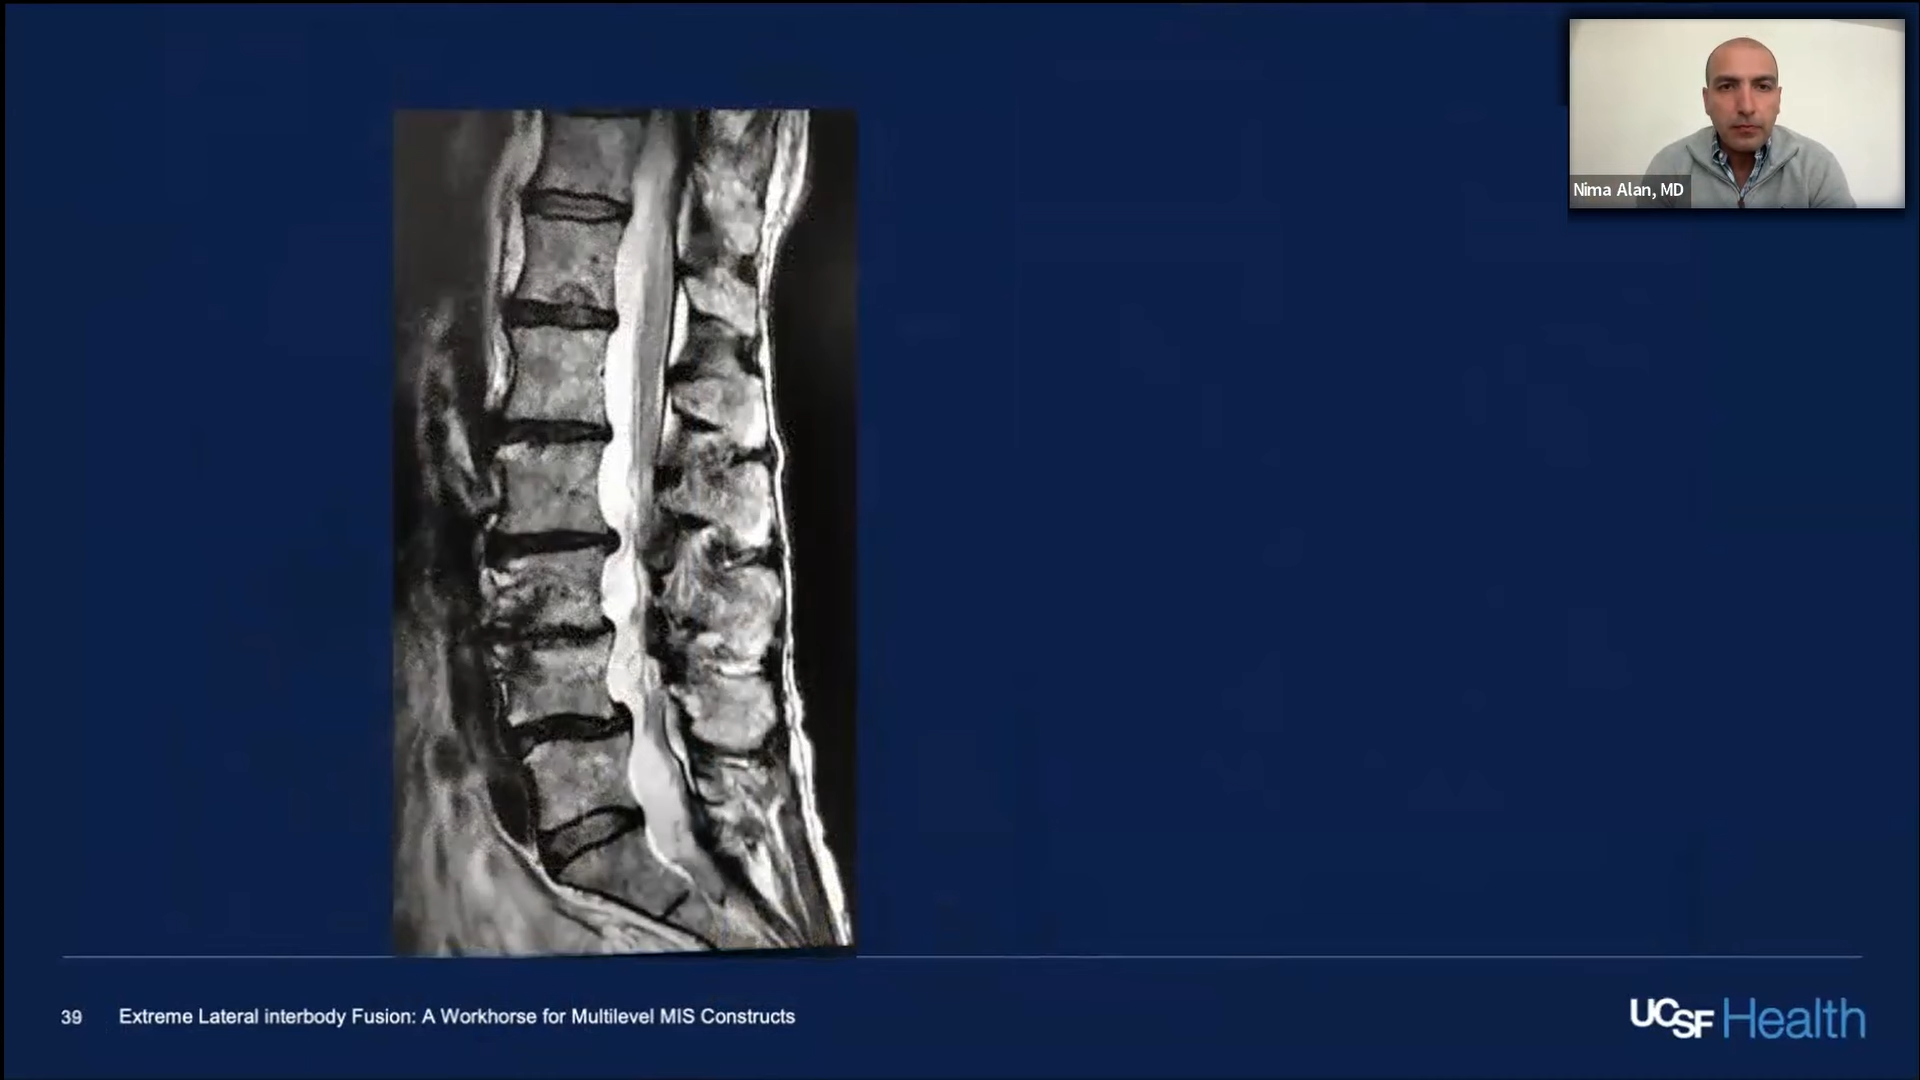 Nima Alan, MD
39 Extreme Lateral interbody Fusion: A Workhorse for Multilevel MIS Constructs
UCSF Health